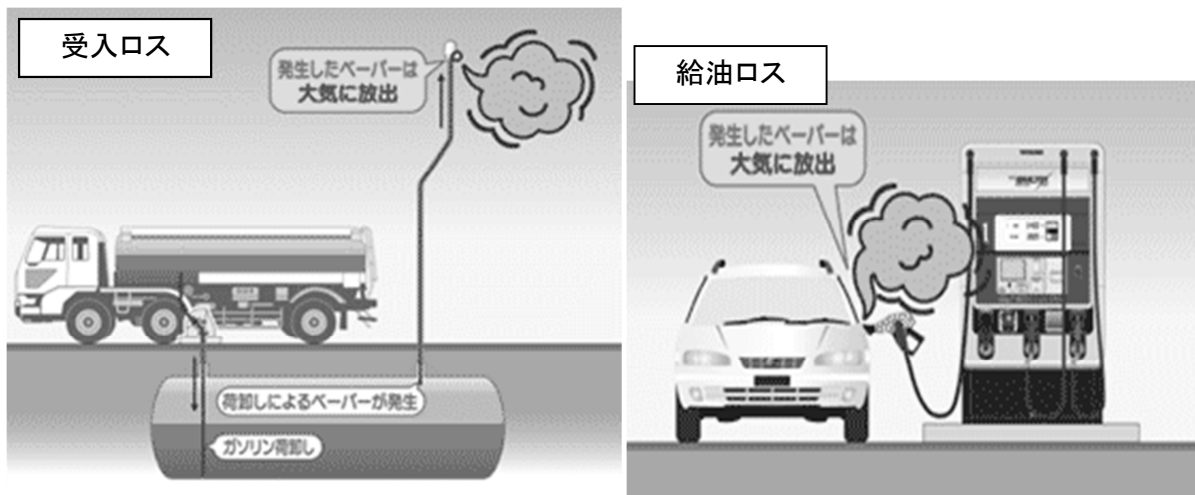 受入ロス
発生したベーパーは
大気に放出
荷卸しによるベーパーが発生
ガソリン荷卸し
給油ロス
発生したベーパーは
大気に放出